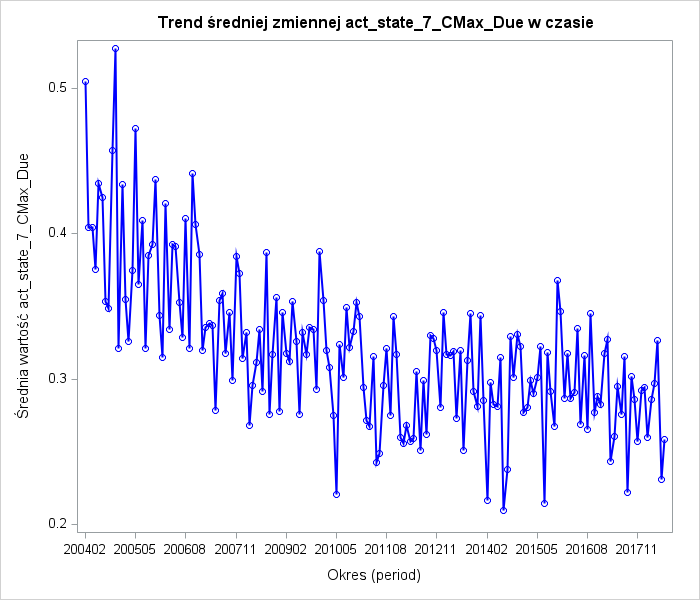 Trend średniej zmiennej act_state_7_CMax_Due w czasie
Średnia wartość act_state_7_CMax_Due
0.5
0.4
0.3
0.2
200402 200505 200608 200711 200902 201005 201108 201211 201402 201505 201608 201711
Okres (period)